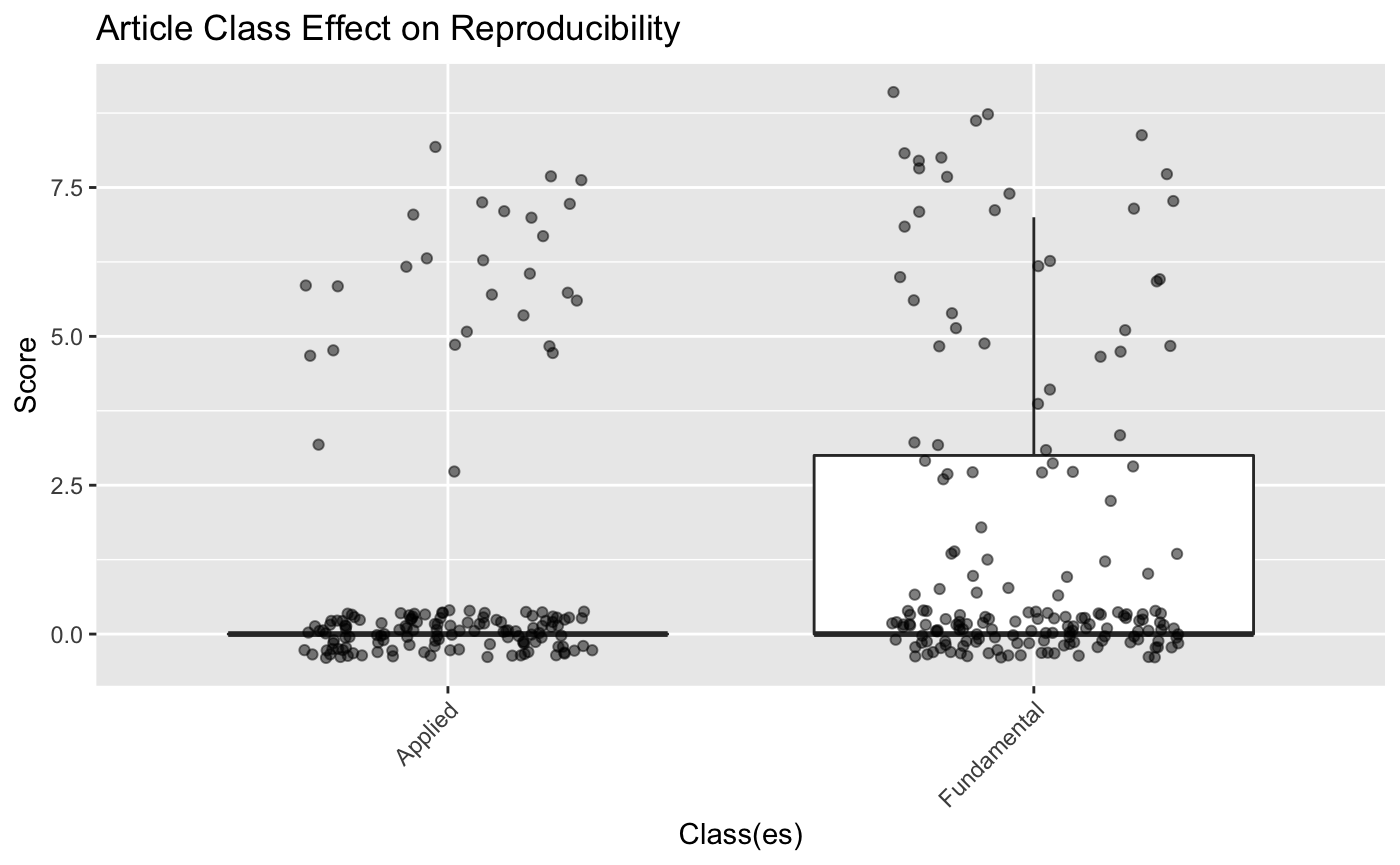 Article Class Effect on Reproducibility
Score
7.5
5.0
2.5
0.0
Applied
Fundamental
Class(es)